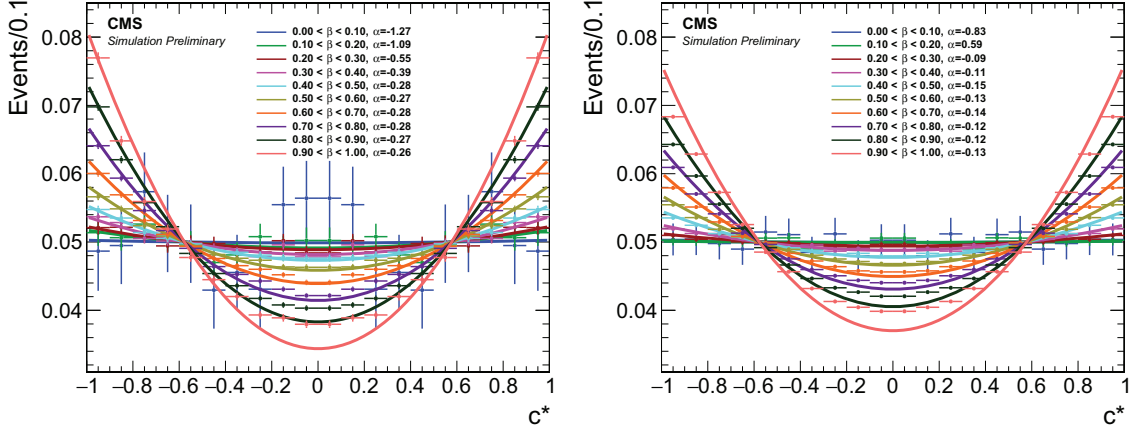 Events/0.1
CMS
Simulation Preliminary
0.00 < β < 0.10, α=-1.27
0.10 < β < 0.20, α=-1.09
0.20 < β < 0.30, α=-0.55
0.30 < β < 0.40, α=-0.39
0.40 < β < 0.50, α=-0.28
0.50 < β < 0.60, α=-0.27
0.60 < β < 0.70, α=-0.28
0.70 < β < 0.80, α=-0.28
0.80 < β < 0.90, α=-0.27
0.90 < β < 1.00, α=-0.26
0.08
0.07
0.06
0.05
0.04
−1 −0.8 −0.6 −0.4 −0.2 0 0.2 0.4 0.6 0.8 1
c*
Events/0.1
CMS
Simulation Preliminary
0.00 < β < 0.10, α=-0.83
0.10 < β < 0.20, α=0.59
0.20 < β < 0.30, α=-0.09
0.30 < β < 0.40, α=-0.11
0.40 < β < 0.50, α=-0.15
0.50 < β < 0.60, α=-0.13
0.60 < β < 0.70, α=-0.14
0.70 < β < 0.80, α=-0.12
0.80 < β < 0.90, α=-0.12
0.90 < β < 1.00, α=-0.13
0.08
0.07
0.06
0.05
0.04
−1 −0.8 −0.6 −0.4 −0.2 0 0.2 0.4 0.6 0.8 1
c*